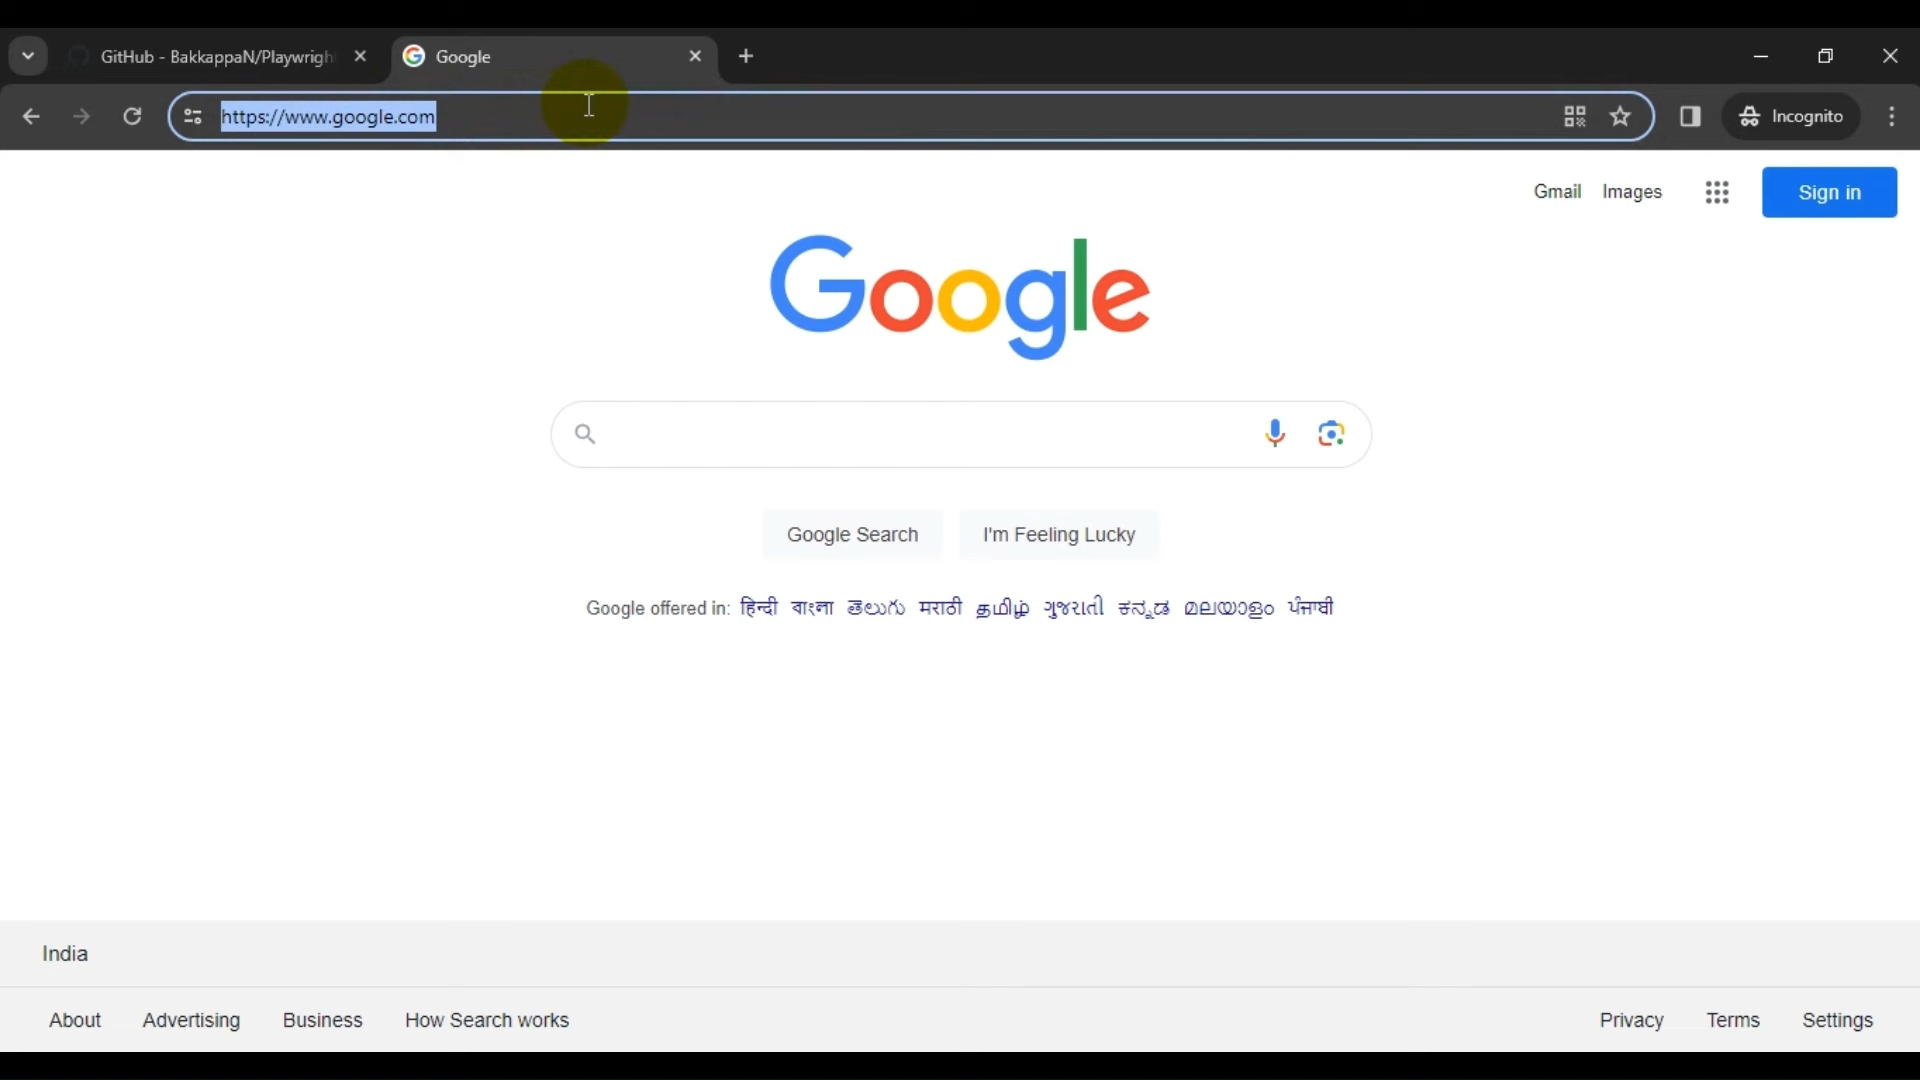 GitHub - BakkappaN/Playwrigh
Google
https://www.google.com
Incognito
Gmail Images Sign in
Google
Google Search I'm Feeling Lucky
Google offered in: हिन्दी বাংলা తెలుగు मराठी தமிழ் ગુજરાતી ಕನ್ನಡ മലയാളം ਪੰਜਾਬੀ
India
About Advertising Business How Search works Privacy Terms Settings